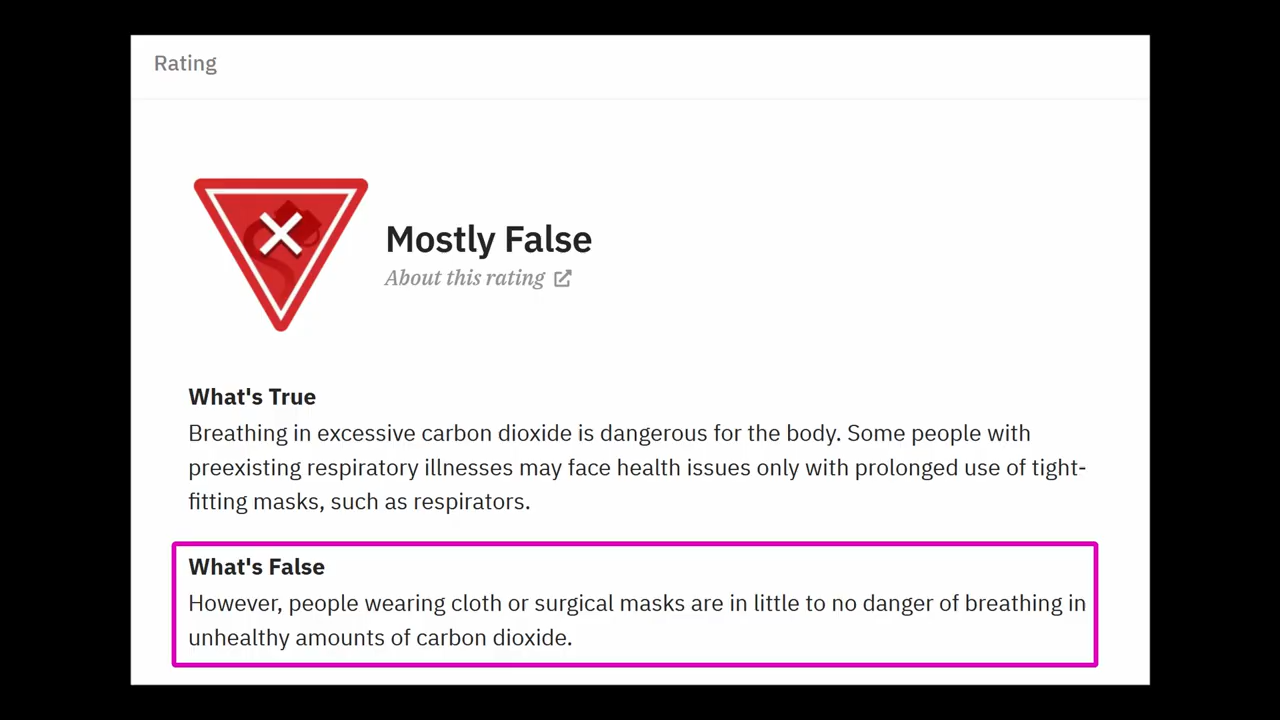 Rating
Mostly False
About this rating
What's True
Breathing in excessive carbon dioxide is dangerous for the body. Some people with
preexisting respiratory illnesses may face health issues only with prolonged use of tight-
fitting masks, such as respirators.
What's False
However, people wearing cloth or surgical masks are in little to no danger of breathing in
unhealthy amounts of carbon dioxide.